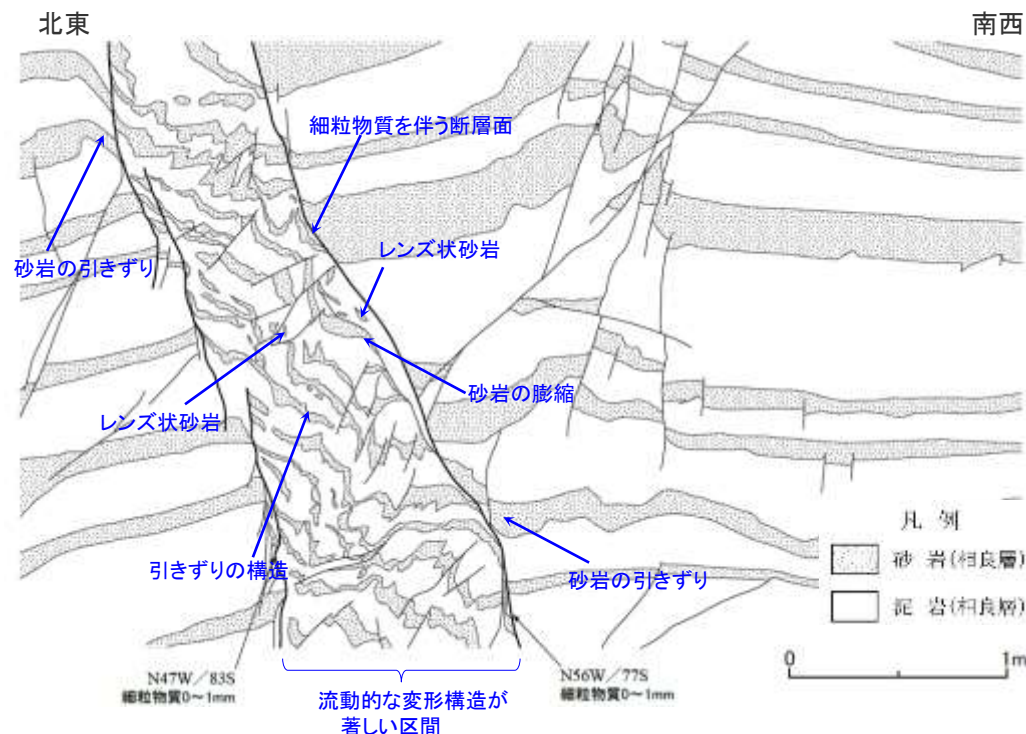 北東
南西
細粒物質を伴う断層面
レンズ状砂岩
砂岩の引きずり
砂岩の膨縮
レンズ状砂岩
引きずりの構造
砂岩の引きずり
凡 例
砂 岩(相良層)
泥 岩(相良層)
0
1m
N47W/83S
細粒物質0~1mm
N56W/77S
細粒物質0~1mm
流動的な変形構造が
著しい区間